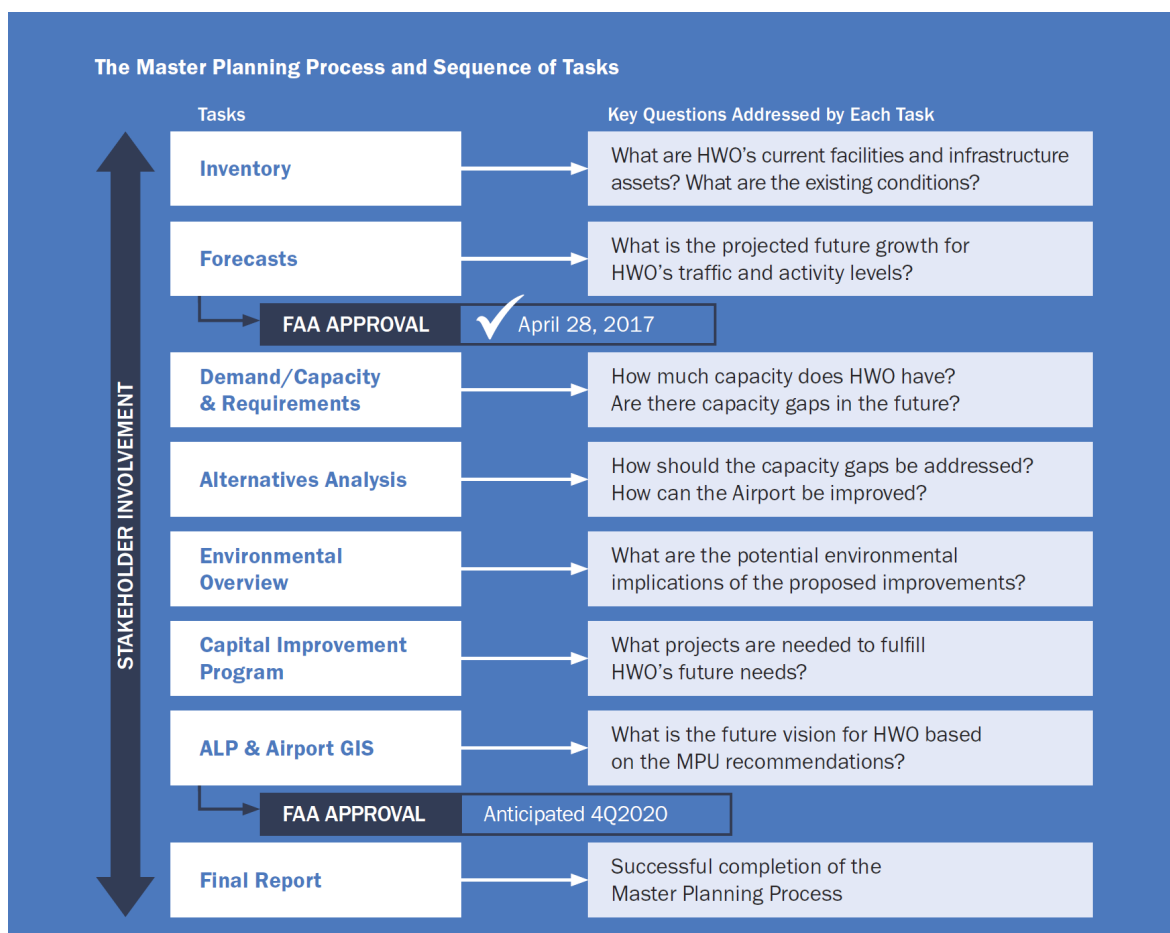 The Master Planning Process and Sequence of Tasks
Tasks
Key Questions Addressed by Each Task
STAKEHOLDER INVOLVEMENT
Inventory
What are HWO's current facilities and infrastructure
assets? What are the existing conditions?
Forecasts
What is the projected future growth for
HWO's traffic and activity levels?
FAA APPROVAL
April 28, 2017
Demand/Capacity
& Requirements
How much capacity does HWO have?
Are there capacity gaps in the future?
Alternatives Analysis
How should the capacity gaps be addressed?
How can the Airport be improved?
Environmental
Overview
What are the potential environmental
implications of the proposed improvements?
Capital Improvement
Program
What projects are needed to fulfill
HWO's future needs?
ALP & Airport GIS
What is the future vision for HWO based
on the MPU recommendations?
FAA APPROVAL
Anticipated 4Q2020
Final Report
Successful completion of the
Master Planning Process